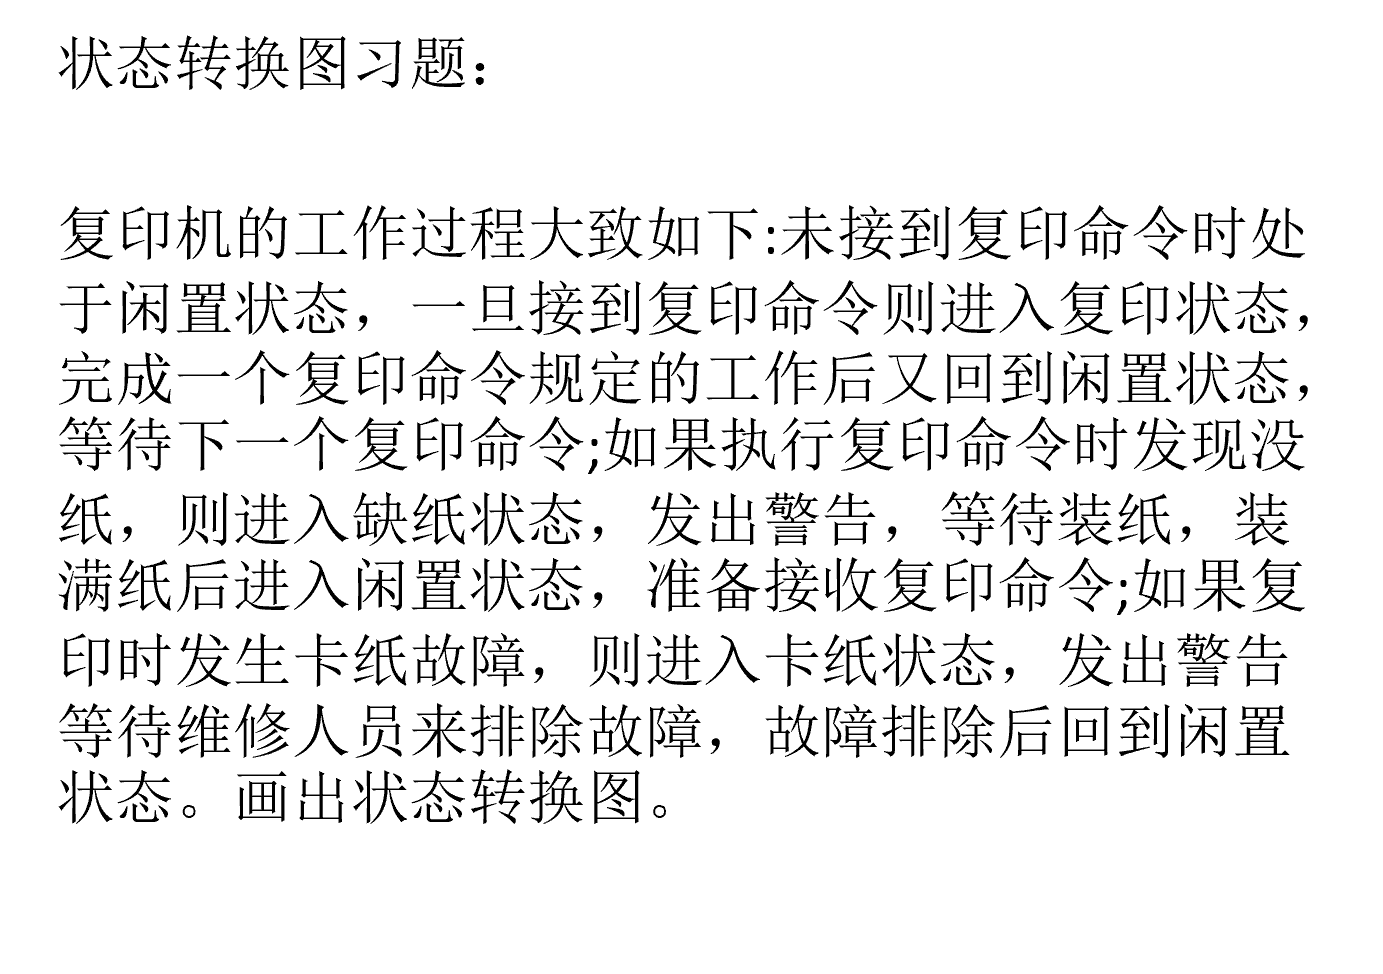 状态转换图习题：
复印机的工作过程大致如下:未接到复印命令时处
于闲置状态，一旦接到复印命令则进入复印状态，
完成一个复印命令规定的工作后又回到闲置状态，
等待下一个复印命令;如果执行复印命令时发现没
纸，则进入缺纸状态，发出警告，等待装纸，装
满纸后进入闲置状态，准备接收复印命令;如果复
印时发生卡纸故障，则进入卡纸状态，发出警告
等待维修人员来排除故障，故障排除后回到闲置
状态。画出状态转换图。